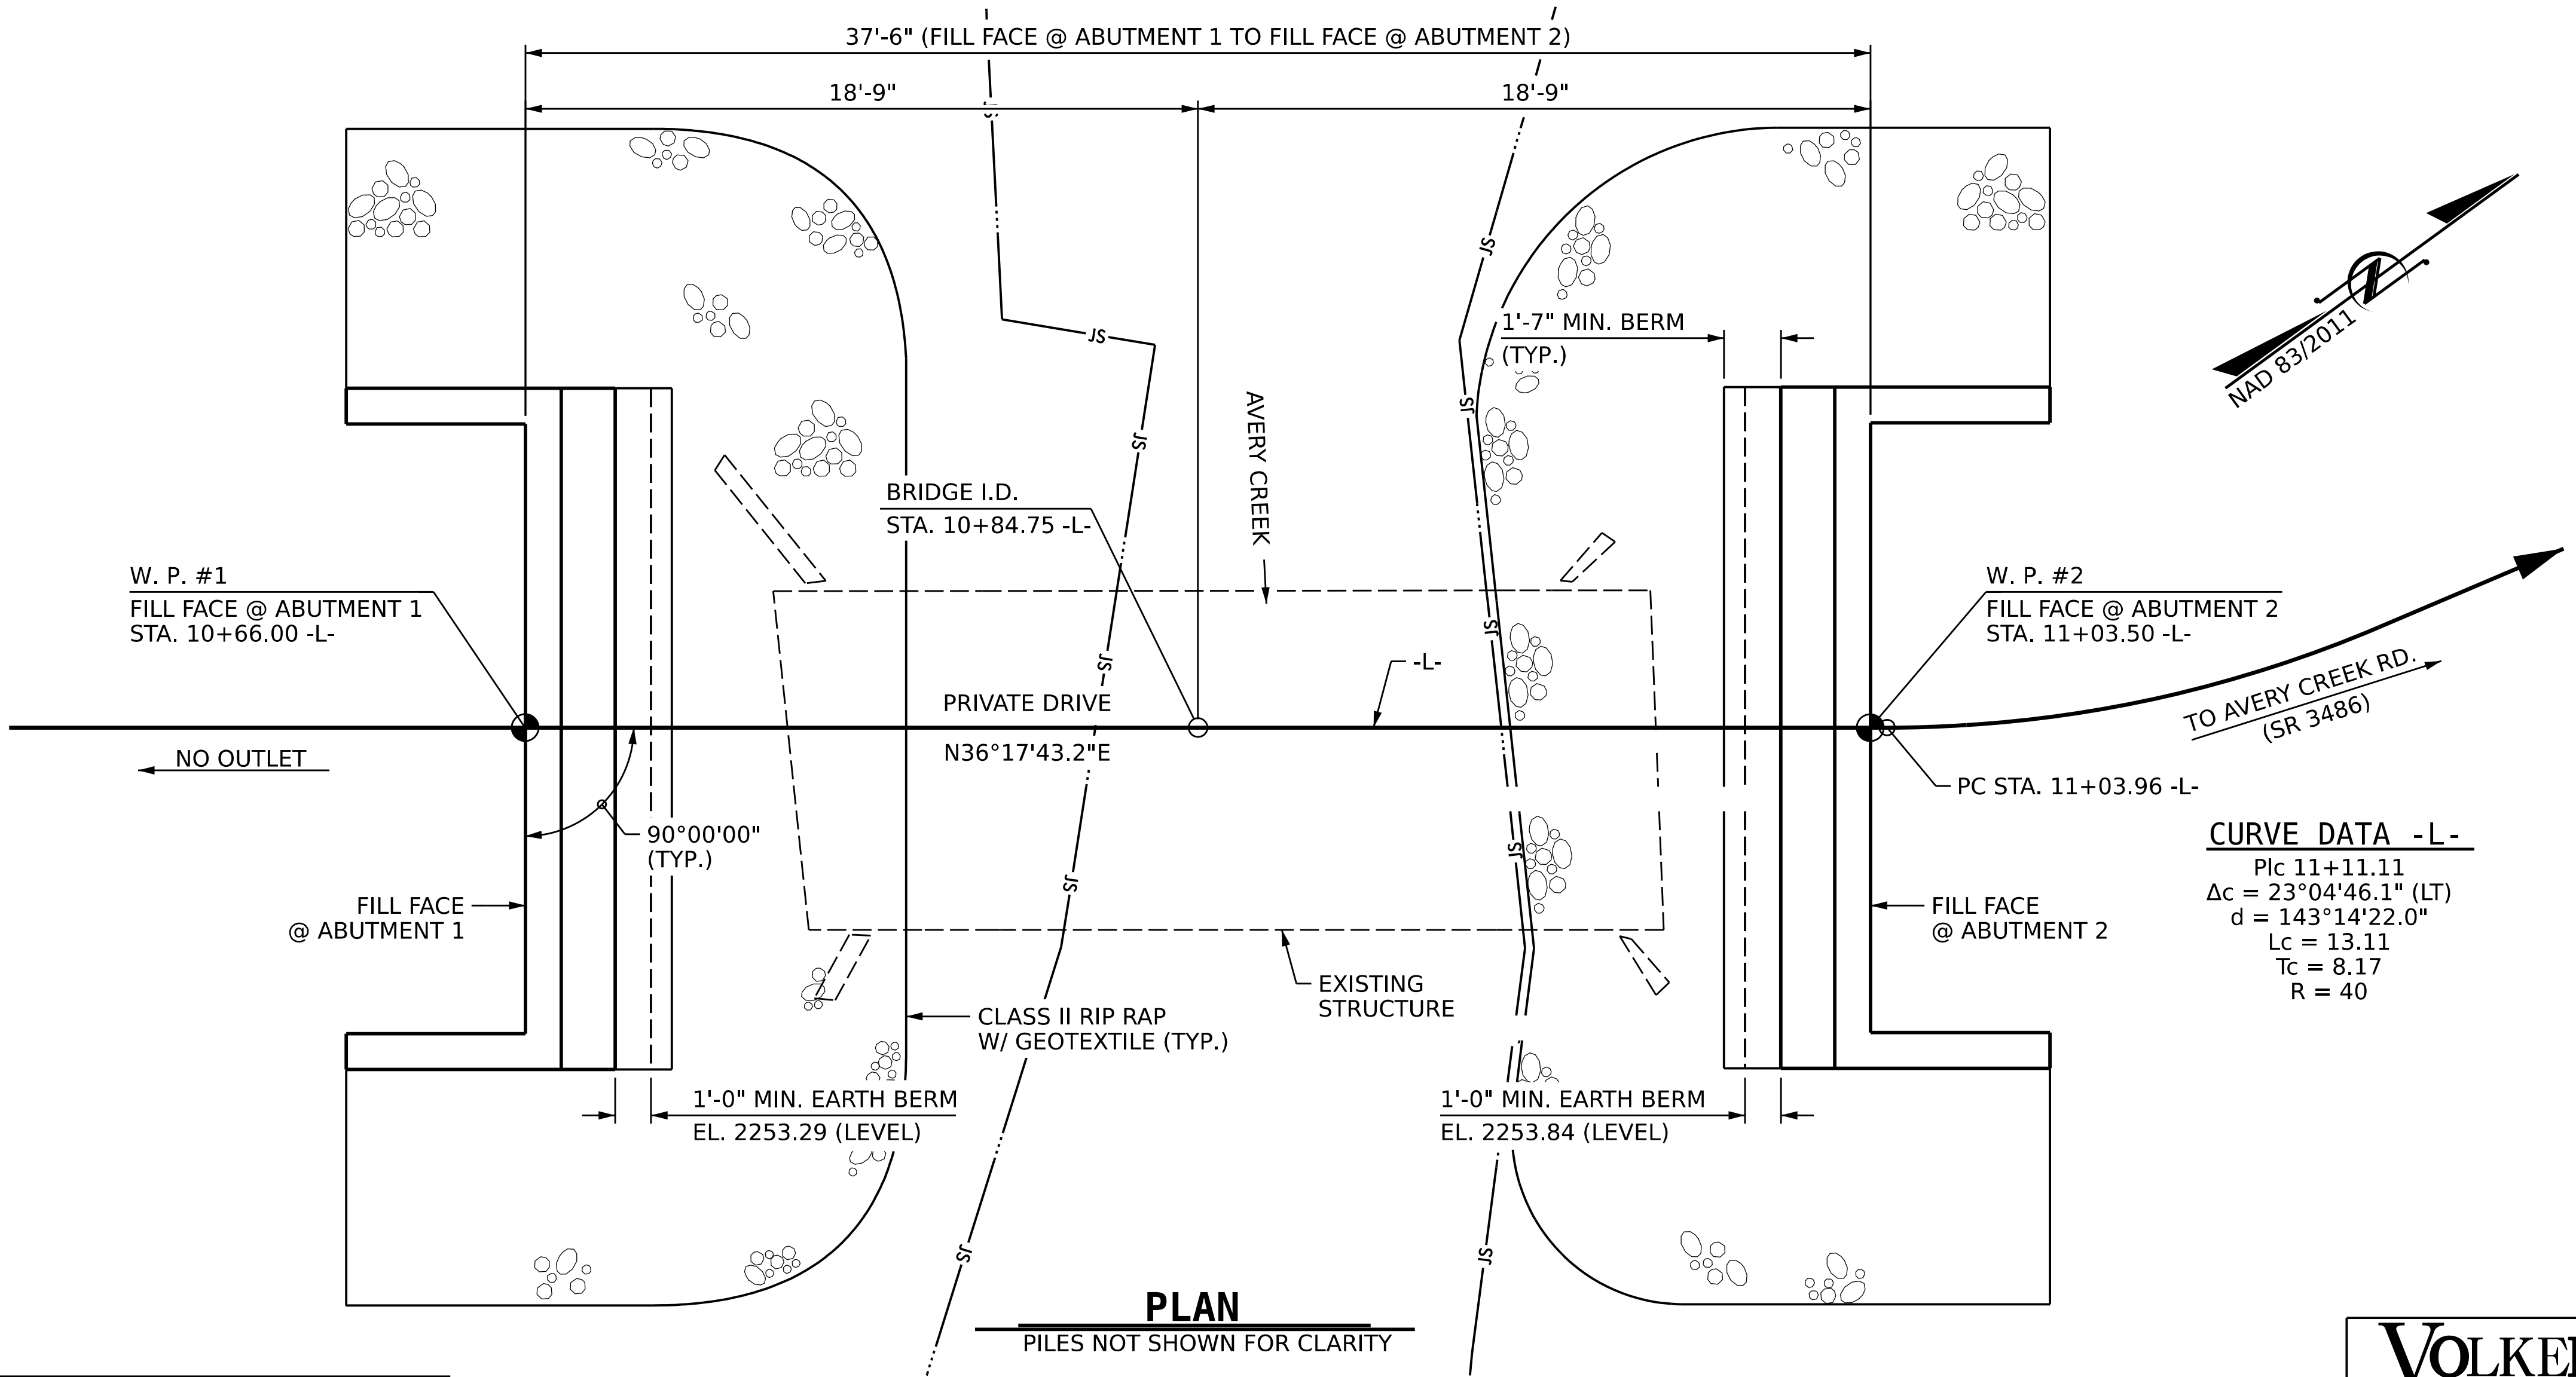 37'-6" (FILL FACE @ ABUTMENT 1 TO FILL FACE @ ABUTMENT 2)
18'-9"
18'-9"
JS
JS
JS
JS
JS
JS
JS
JS
JS
JS
JS
JS
1'-7" MIN. BERM
(TYP.)
NAD 83/2011
N
AVERY CREEK
BRIDGE I.D.
STA. 10+84.75 -L-
W. P. #1
FILL FACE @ ABUTMENT 1
STA. 10+66.00 -L-
W. P. #2
FILL FACE @ ABUTMENT 2
STA. 11+03.50 -L-
-L-
PRIVATE DRIVE
N36°17'43.2"E
NO OUTLET
TO AVERY CREEK RD.
(SR 3486)
PC STA. 11+03.96 -L-
90°00'00"
(TYP.)
CURVE DATA -L-
PIc 11+11.11
Δc = 23°04'46.1" (LT)
d = 143°14'22.0"
Lc = 13.11
Tc = 8.17
R = 40
FILL FACE
@ ABUTMENT 1
FILL FACE
@ ABUTMENT 2
EXISTING
STRUCTURE
CLASS II RIP RAP
W/ GEOTEXTILE (TYP.)
1'-0" MIN. EARTH BERM
EL. 2253.29 (LEVEL)
1'-0" MIN. EARTH BERM
EL. 2253.84 (LEVEL)
PLAN
PILES NOT SHOWN FOR CLARITY